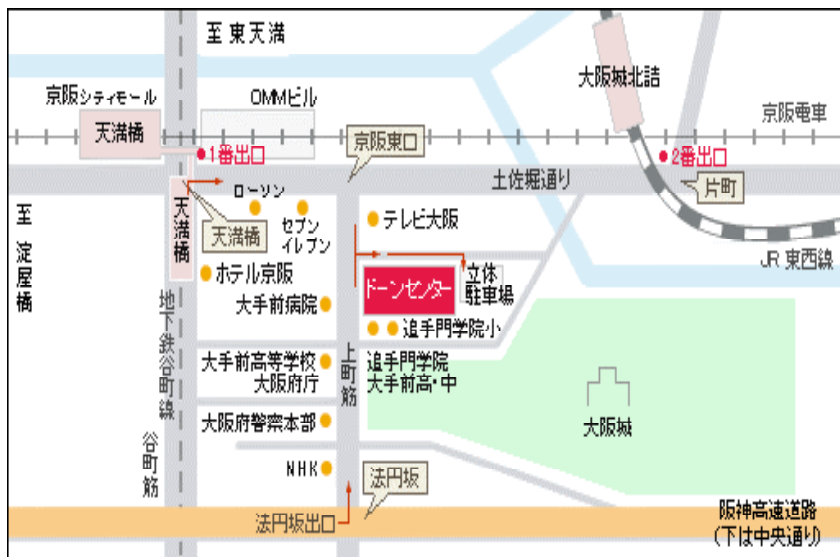 至 東天満
大阪城北詰
京阪シティモール
OMMビル
京阪電車
天満橋
1番出口
京阪東口
2番出口
土佐堀通り
片町
ローソン
セブン
イレブン
天満橋
天満橋
テレビ大阪
至 淀屋橋
JR 東西線
ホテル京阪
ドーンセンター
立体
駐車場
大手前病院
追手門学院小
地下鉄谷町線
上町筋
大手前高等学校
大阪府庁
追手門学院
大手前高・中
大阪府警察本部
大阪城
谷町筋
NHK
法円坂
法円坂出口
阪神高速道路
(下は中央通り)